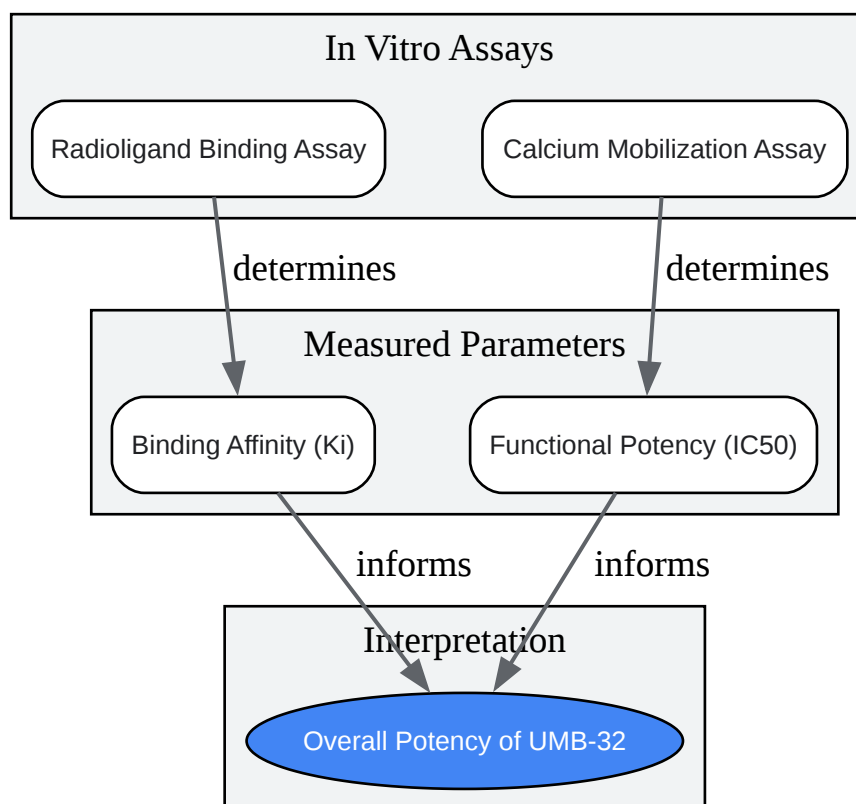 In Vitro Assays
Radioligand Binding Assay
Calcium Mobilization Assay
determines
determines
Measured Parameters
Binding Affinity (Ki)
Functional Potency (IC50)
informs
informs
Interpretation
Overall Potency of UMB-32